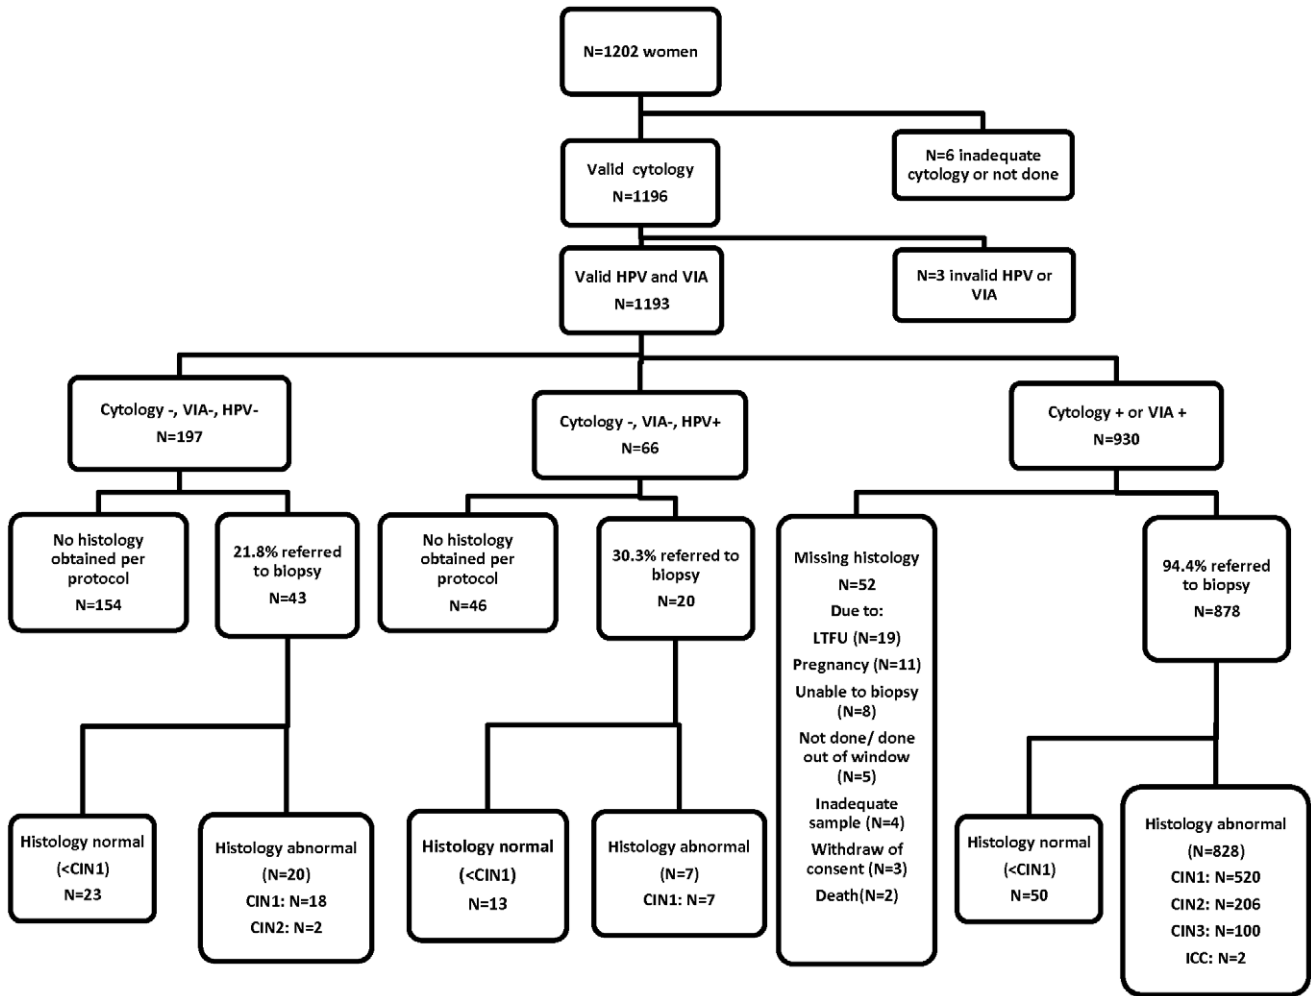 N=1202 women
N=6 inadequate
cytology or not done
Valid cytology
N=1196
Valid HPV and VIA
N=1193
N=3 invalid HPV or
VIA
Cytology -, VIA-, HPV-
N=197
Cytology -, VIA-, HPV+
N=66
Cytology + or VIA +
N=930
No histology
obtained per
protocol
N=154
21.8% referred
to biopsy
N=43
No histology
obtained per
protocol
N=46
30.3% referred to
biopsy
N=20
Missing histology
N=52
Due to:
LTFU (N=19)
Pregnancy (N=11)
Unable to biopsy
(N=8)
Not done/ done
out of window
(N=5)
Inadequate
sample (N=4)
Withdraw of
consent (N=3)
Death(N=2)
94.4% referred
to biopsy
N=878
Histology normal
(<CIN1)
N=23
Histology abnormal
(N=20)
CIN1: N=18
CIN2: N=2
Histology normal
(<CIN1)
N=13
Histology abnormal
(N=7)
CIN1: N=7
Histology normal
(<CIN1)
N=50
Histology abnormal
(N=828)
CIN1: N=520
CIN2: N=206
CIN3: N=100
ICC: N=2